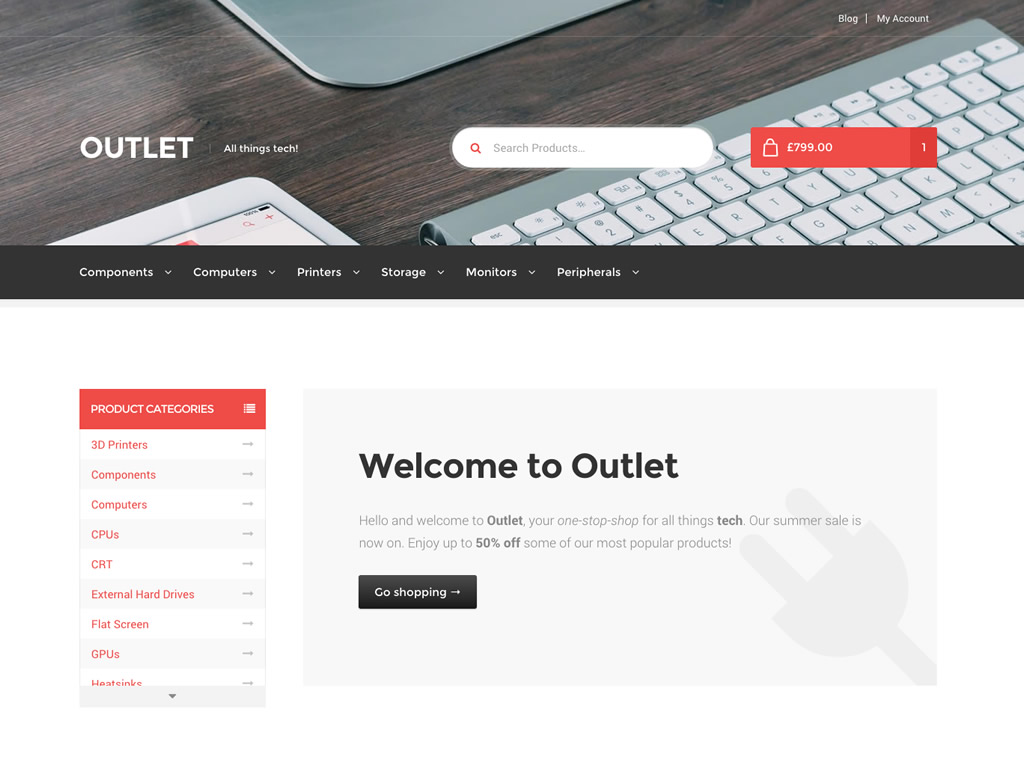 Blog | My Account
OUTLET | All things tech!
Search Products...
£799.00 1
Components
Computers
Printers
Storage
Monitors
Peripherals
PRODUCT CATEGORIES
3D Printers
Components
Computers
CPUs
CRT
External Hard Drives
Flat Screen
GPUs
Heatsinks
Welcome to Outlet
Hello and welcome to Outlet, your one-stop-shop for all things tech. Our summer sale is
now on. Enjoy up to 50% off some of our most popular products!
Go shopping →